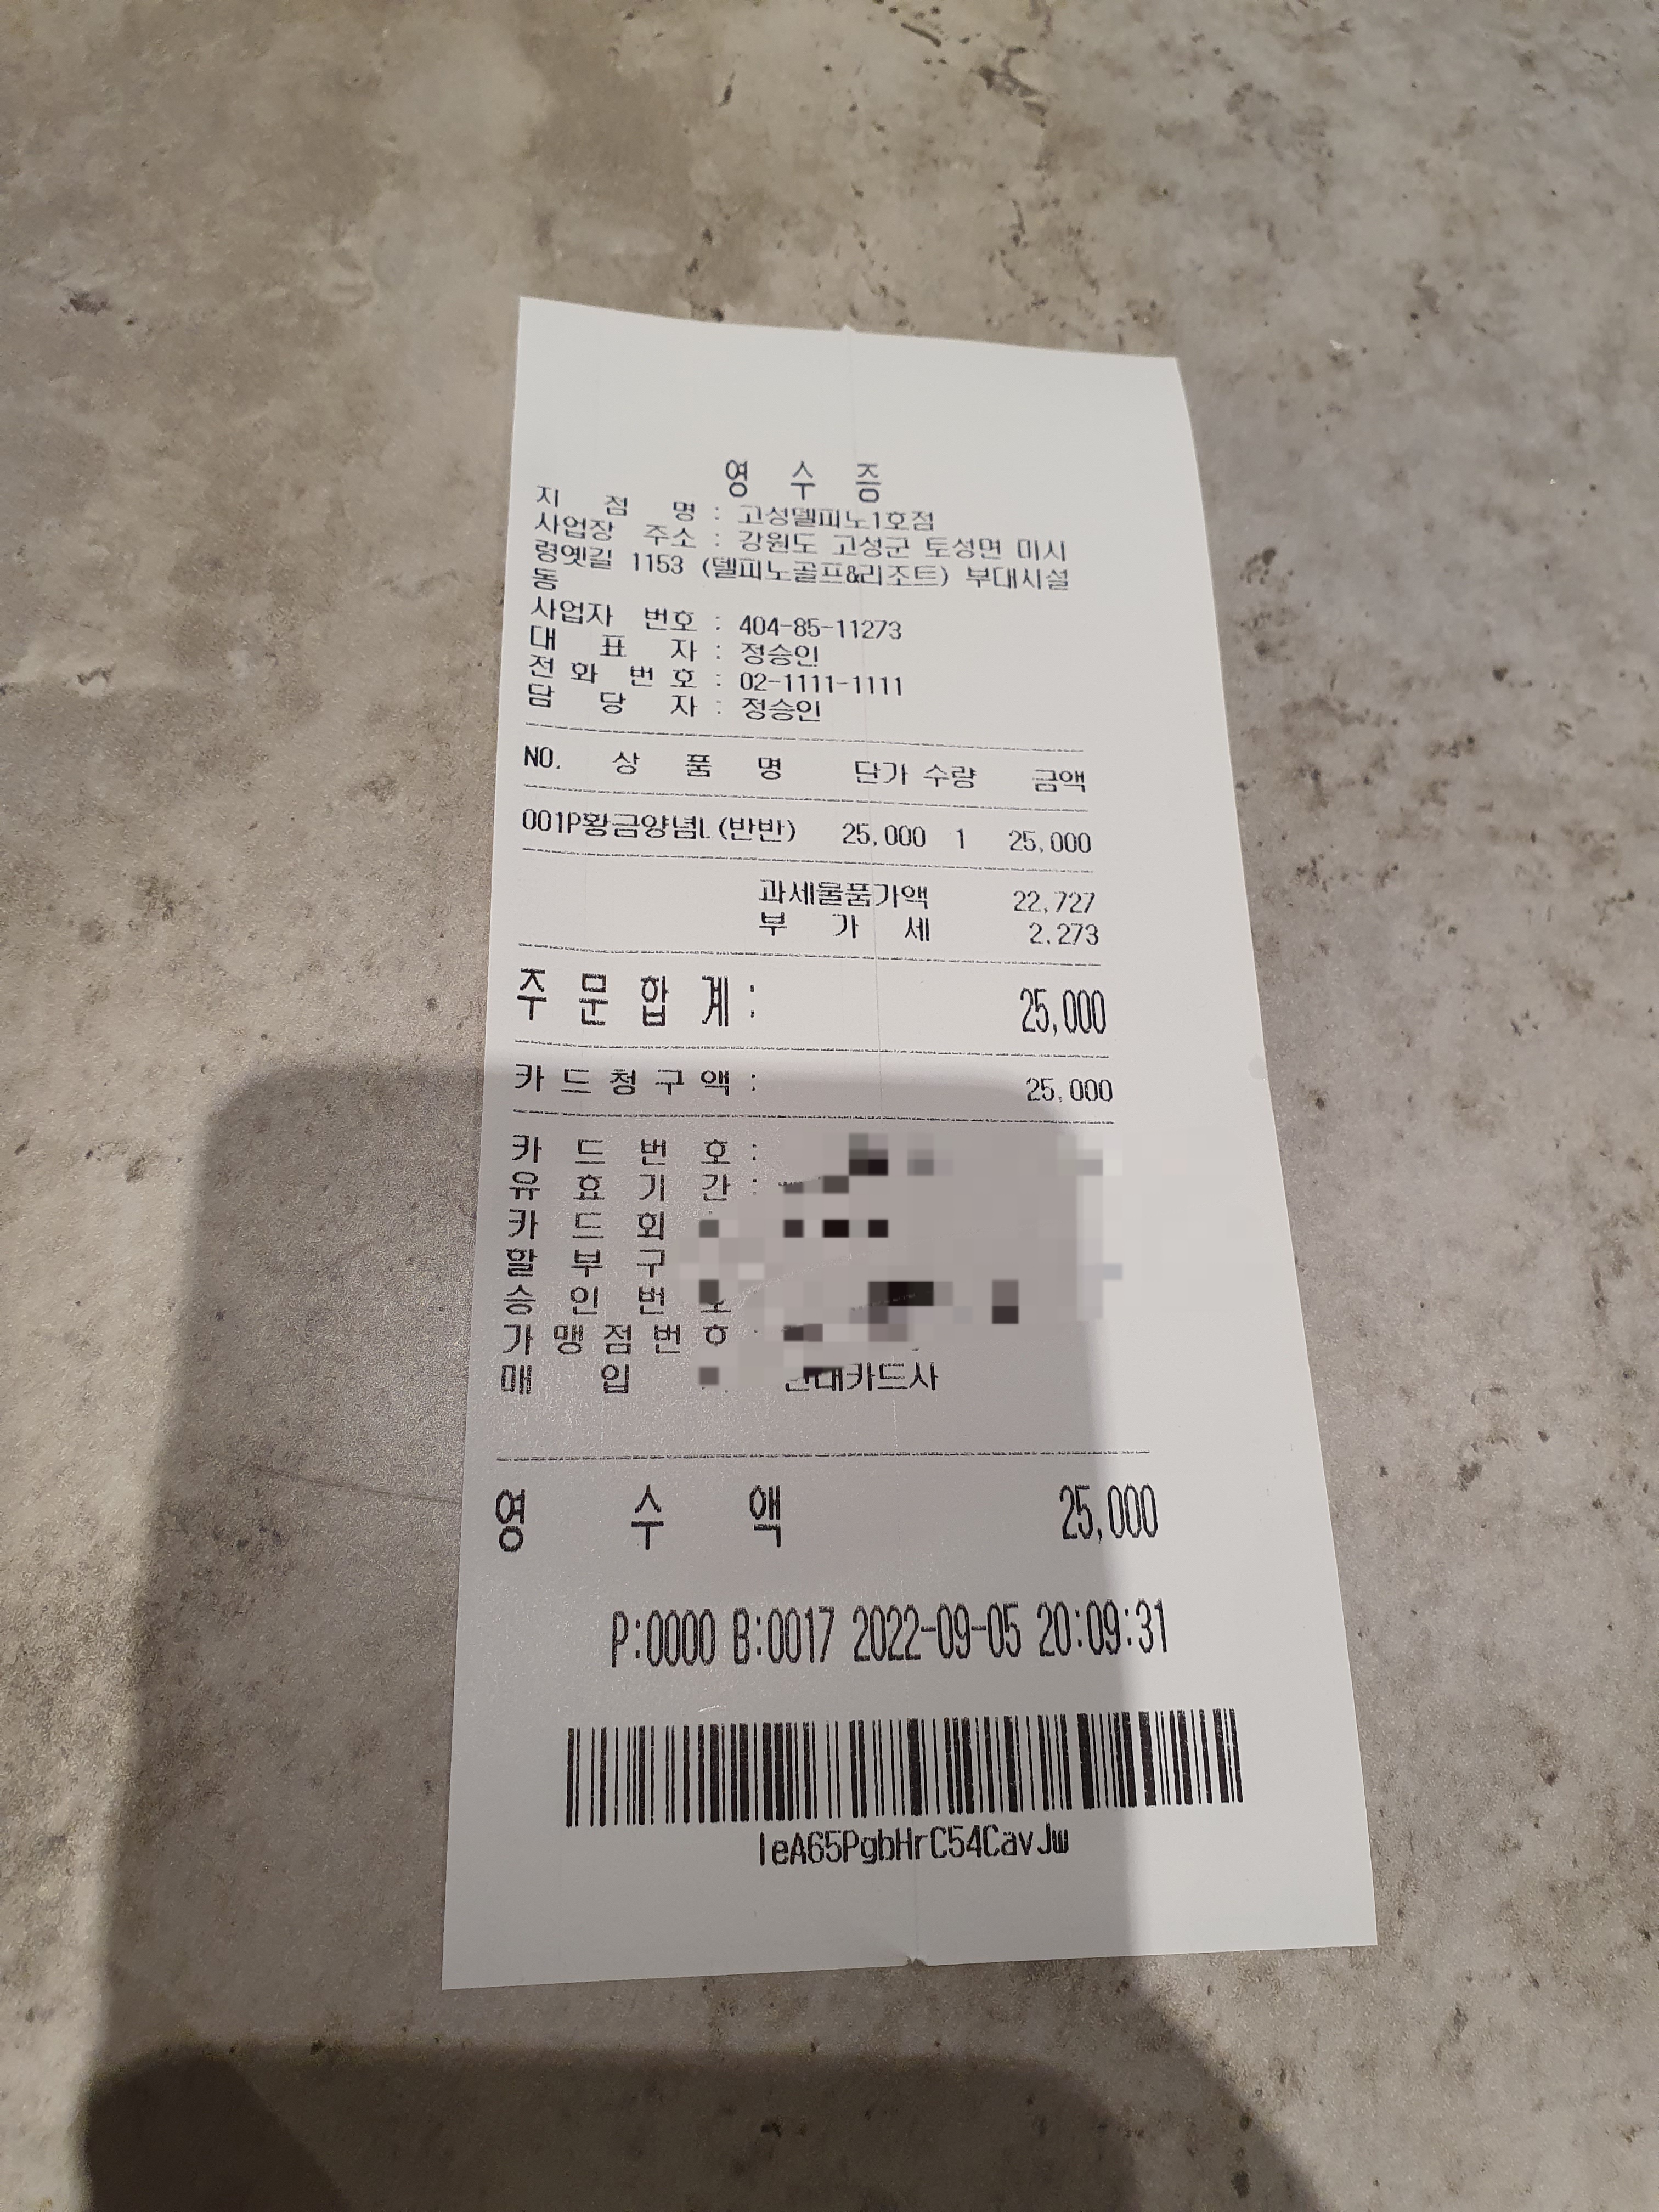 영 수 증
지 점 명 : 고성델피노1호점
사업장 주소 : 강원도 고성군 토성면 미시
령옛길 1153 (델피노골프&리조트) 부대시설
동
사업자 번호 : 404-85-11273
대 표 자 : 정승인
전 화 번 호 : 02-1111-1111
담 당 자 : 정승인
NO. 상 품 명 단가 수량 금액
001P황금양념L(반반) 25,000 1 25,000
과세물품가액 22,727
부 가 세 2,273
주 문 합 계 : 25,000
카 드 청 구 액 : 25,000
카 드 번 호 :
유 효 기 간 :
카 드 회
할 부 구
승 인 번
가 맹 점 번 호
매 입 카드사
영 수 액 25,000
P:0000 B:0017 2022-09-05 20:09:31
leA65PgbHrC54CavJw